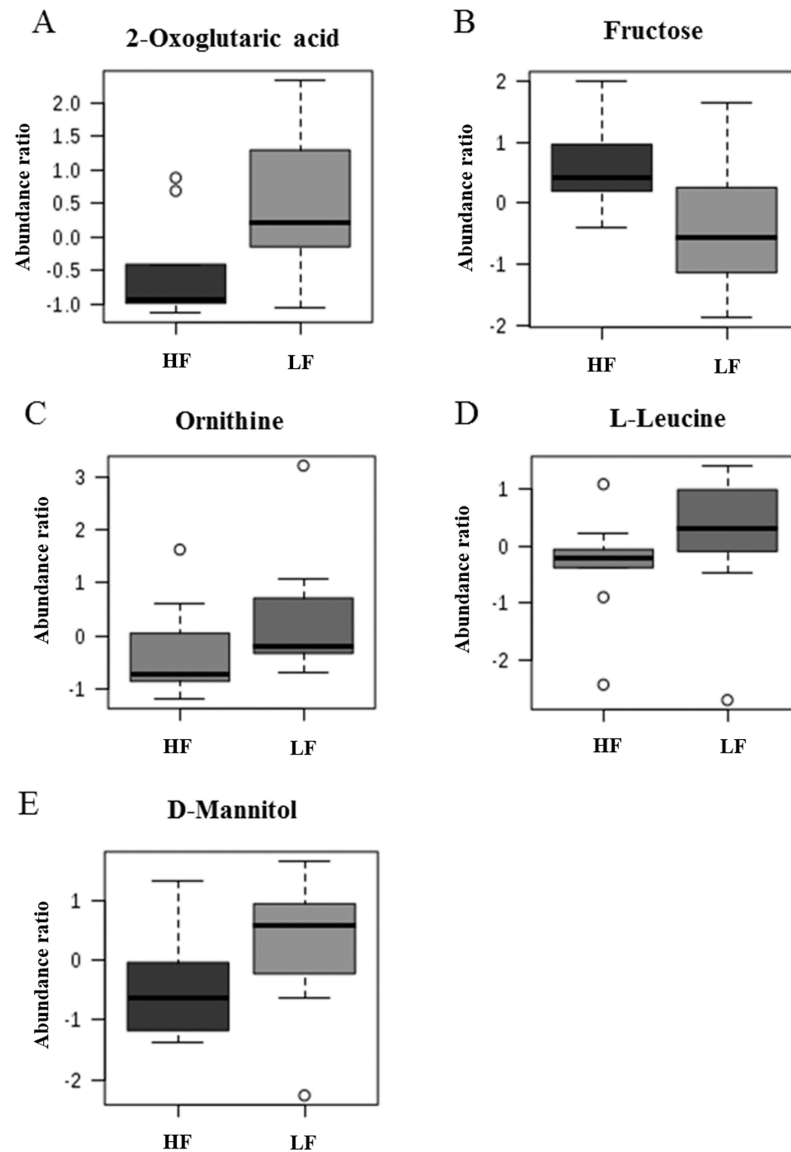 A
2-Oxoglutaric acid
Abundance ratio
2.0
1.5
1.0
0.5
0.0
-0.5
-1.0
HF LF
B
Fructose
Abundance ratio
2
1
0
-1
-2
HF LF
C
Ornithine
Abundance ratio
3
2
1
0
-1
HF LF
D
L-Leucine
Abundance ratio
1
0
-1
-2
HF LF
E
D-Mannitol
Abundance ratio
1
0
-1
-2
HF LF